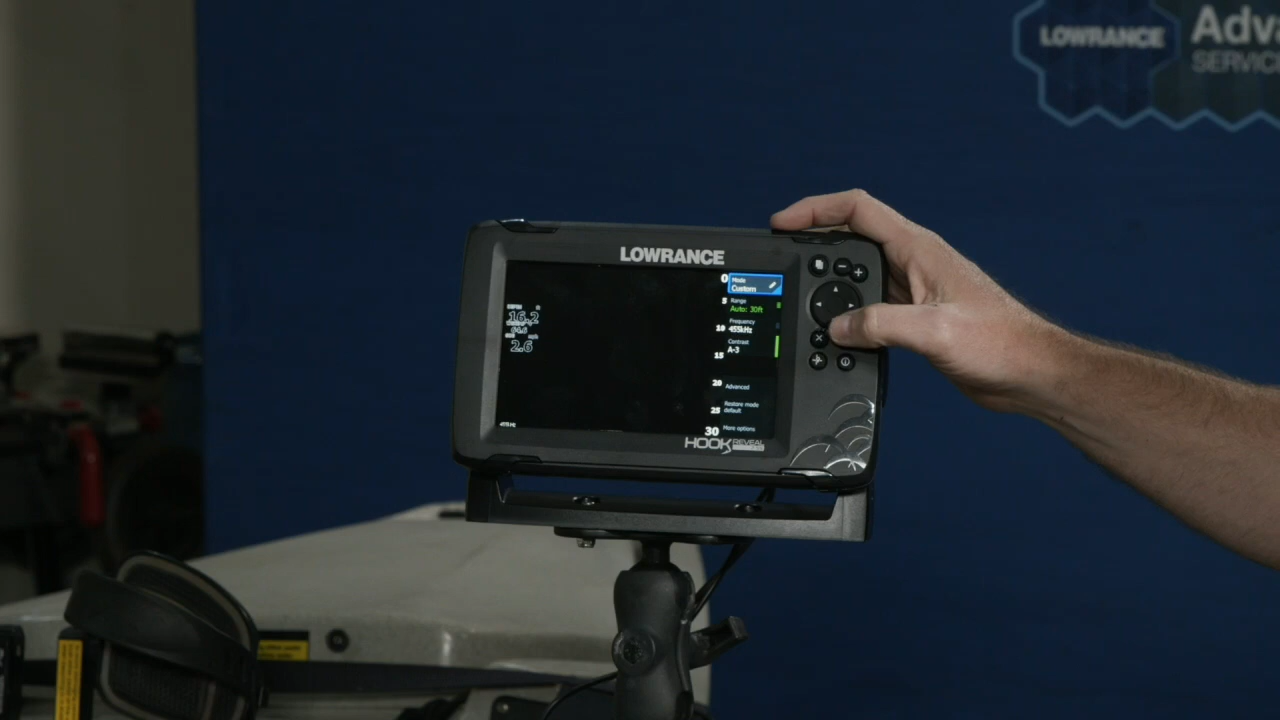 LOWRANCE
Adv
SERVICE
LOWRANCE
16.2
2.6
0
5
10
15
20
25
30
Mode
Custom
Range
Auto: 30ft
Frequency
455kHz
Contrast
A-3
Advanced
Restore mode
default
More options
HOOK REVEAL